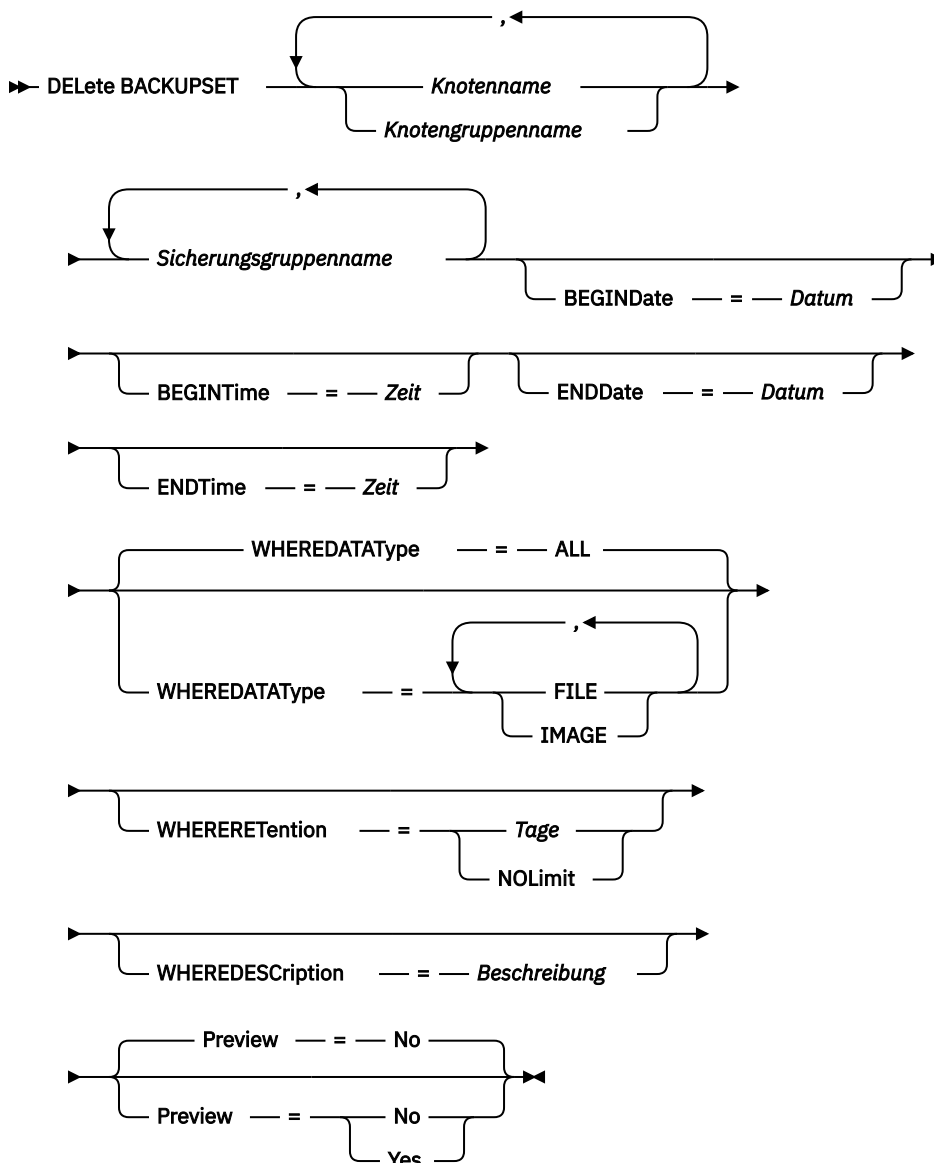 ,
DELete BACKUPSET Knotenname
Knotengruppenname
,
Sicherungsgruppenname
BEGINDate = Datum
BEGINTime = Zeit ENDDate = Datum
ENDTime = Zeit
WHEREDATAType = ALL
,
WHEREDATAType = FILE
IMAGE
WHERERETention = Tage
NOLimit
WHEREDESCription = Beschreibung
Preview = No
Preview = No
Yes